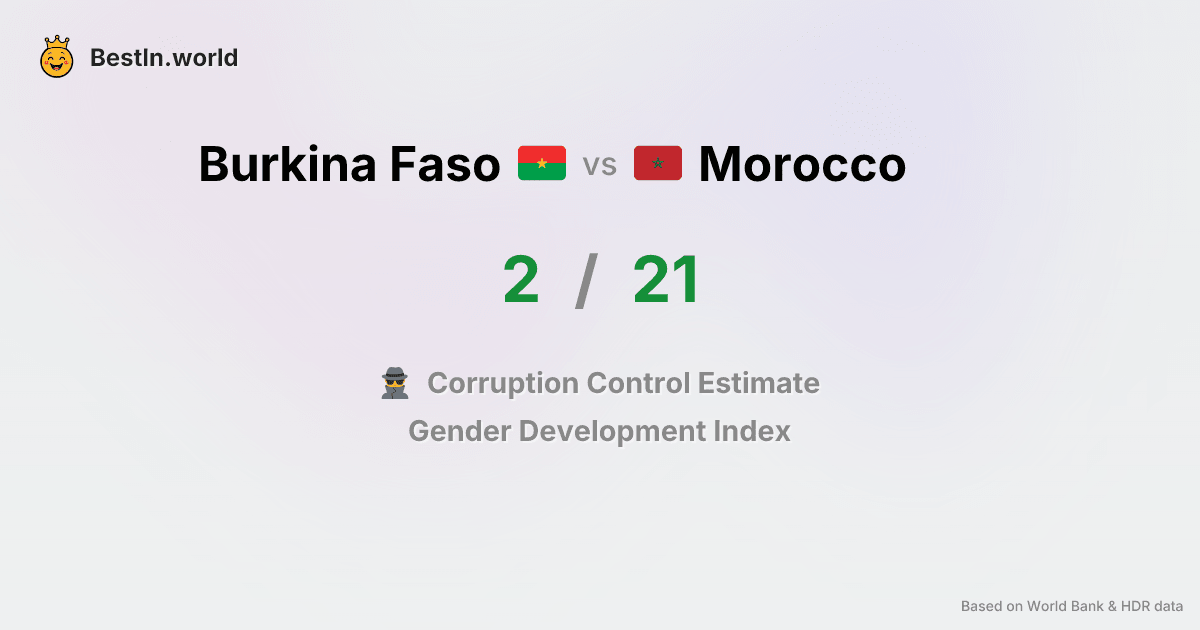 BestIn.world
Burkina Faso vs Morocco
2 / 21
Corruption Control Estimate
Gender Development Index
Based on World Bank & HDR data